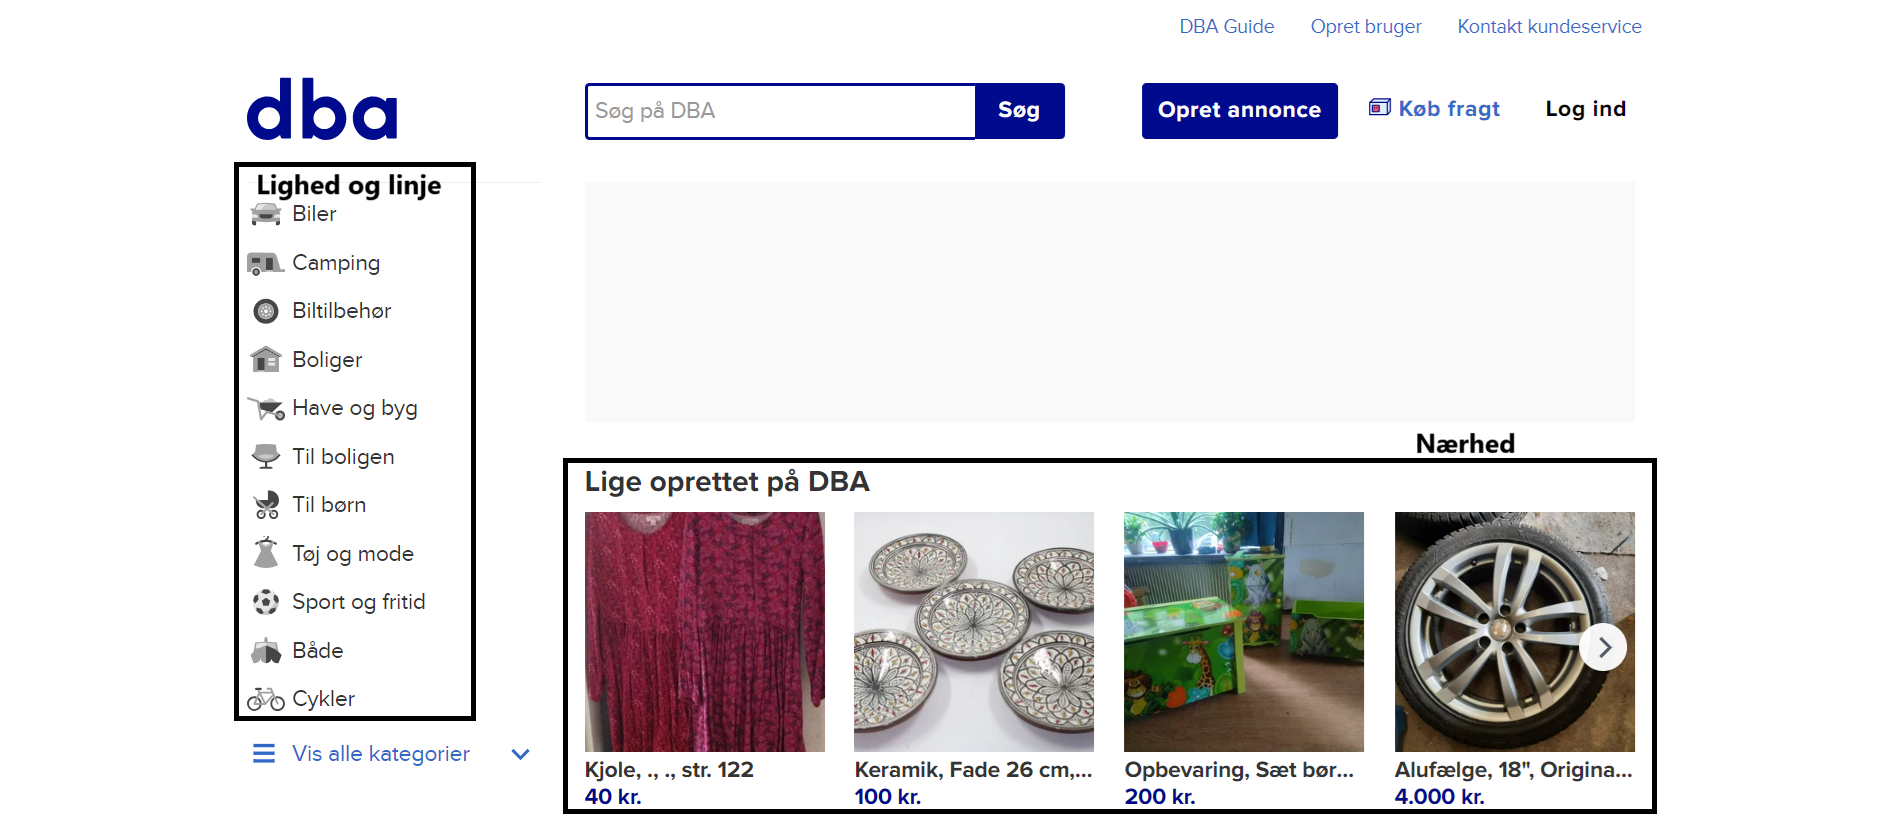 DBA Guide Opret bruger Kontakt kundeservice
dba
Søg på DBA Søg Opret annonce Køb fragt Log ind
Lighed og linje
Biler
Camping
Biltilbehør
Boliger
Have og byg
Til boligen
Til børn
Tøj og mode
Sport og fritid
Både
Cykler
Vis alle kategorier
Nærhed
Lige oprettet på DBA
Kjole, ., ., str. 122
40 kr.
Keramik, Fade 26 cm,...
100 kr.
Opbevaring, Sæt bør...
200 kr.
Alufælge, 18", Origina...
4.000 kr.